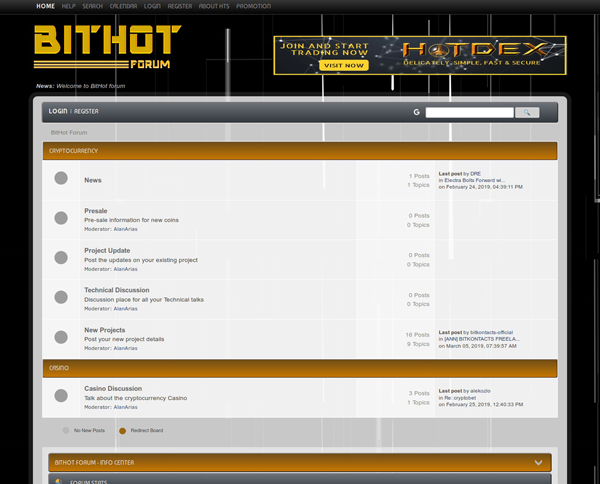 HOME HELP SEARCH CALENDAR LOGIN REGISTER ABOUT HTS PROMOTION
BITHOT
FORUM
JOIN AND START
TRADING NOW
VISIT NOW
HOTDEX
DELICATELY, SIMPLE, FAST & SECURE
News: Welcome to BitHot forum
LOGIN | REGISTER
BitHot Forum
CRYPTOCURRENCY
News
1 Posts
1 Topics
Last post by DRE
in Electra Bolts Forward wi...
on February 24, 2019, 04:39:11 PM
Presale
Pre-sale information for new coins
Moderator: AlanArias
0 Posts
0 Topics
Project Update
Post the updates on your existing project
Moderator: AlanArias
0 Posts
0 Topics
Technical Discussion
Discussion place for all your Technical talks
Moderator: AlanArias
0 Posts
0 Topics
New Projects
Post your new project details
Moderator: AlanArias
16 Posts
9 Topics
Last post by bitkontacts-official
in [ANN] BITKONTACTS FREELA...
on March 05, 2019, 07:39:57 AM
CASINO
Casino Discussion
Talk about the cryptocurrency Casino
Moderator: AlanArias
3 Posts
1 Topics
Last post by alekozlo
in Re: cryptobet
on February 25, 2019, 12:40:33 PM
No New Posts
Redirect Board
BITHOT FORUM - INFO CENTER
FORUM STATS